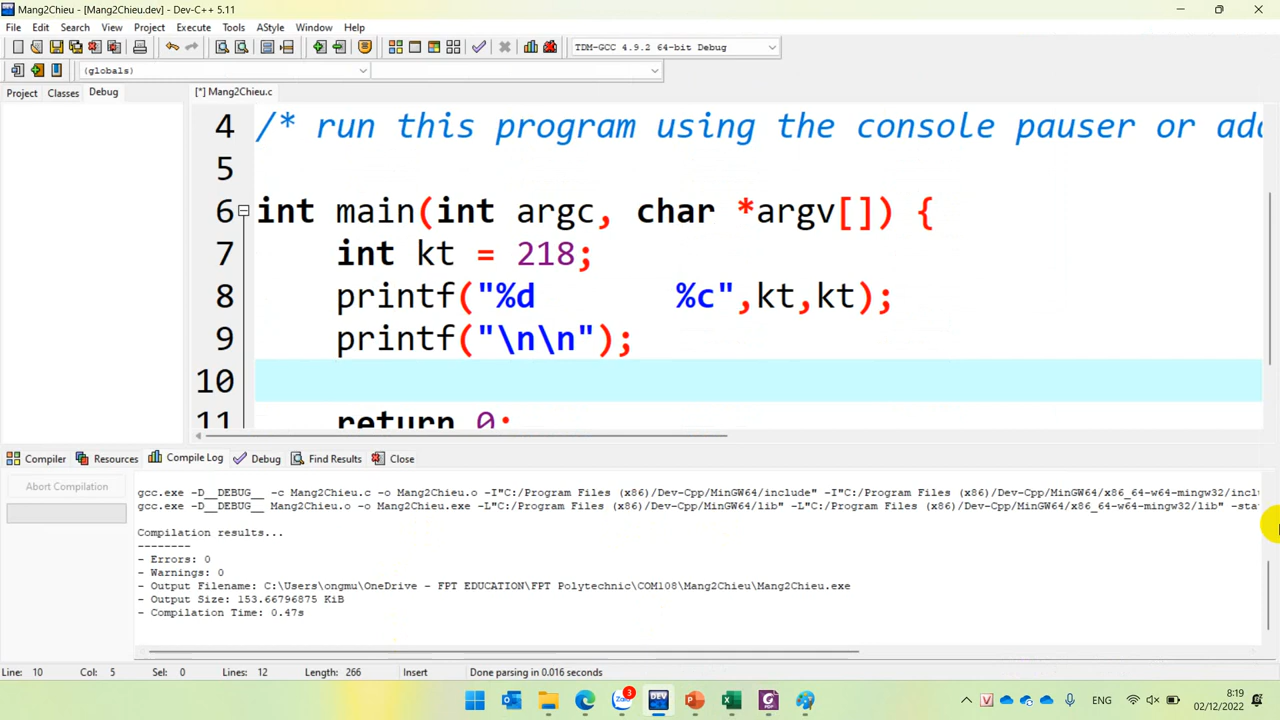 Mang2Chieu - [Mang2Chieu.dev] - Dev-C++ 5.11
File Edit Search View Project Execute Tools AStyle Window Help
TDM-GCC 4.9.2 64-bit Debug
(globals)
Project Classes Debug
[*] Mang2Chieu.c
4 /* run this program using the console pauser or add
5
6 int main(int argc, char *argv[]) {
7 int kt = 218;
8 printf("%d       %c",kt,kt);
9 printf("\n\n");
10
11 return 0;
Compiler Resources Compile Log Debug Find Results Close
Abort Compilation
gcc.exe -D__DEBUG__ -c Mang2Chieu.c -o Mang2Chieu.o -I"C:/Program Files (x86)/Dev-Cpp/MinGW64/include" -I"C:/Program Files (x86)/Dev-Cpp/MinGW64/x86_64-w64-mingw32/incl
gcc.exe -D__DEBUG__ Mang2Chieu.o -o Mang2Chieu.exe -L"C:/Program Files (x86)/Dev-Cpp/MinGW64/lib" -L"C:/Program Files (x86)/Dev-Cpp/MinGW64/x86_64-w64-mingw32/lib" -sta
Compilation results...
--------
- Errors: 0
- Warnings: 0
- Output Filename: C:\Users\ongmu\OneDrive - FPT EDUCATION\FPT Polytechnic\COM108\Mang2Chieu\Mang2Chieu.exe
- Output Size: 153.66796875 KiB
- Compilation Time: 0.47s
Line: 10 Col: 5 Sel: 0 Lines: 12 Length: 266 Insert Done parsing in 0.016 seconds
Zalo 3 DEV V ENG 8:19
02/12/2022